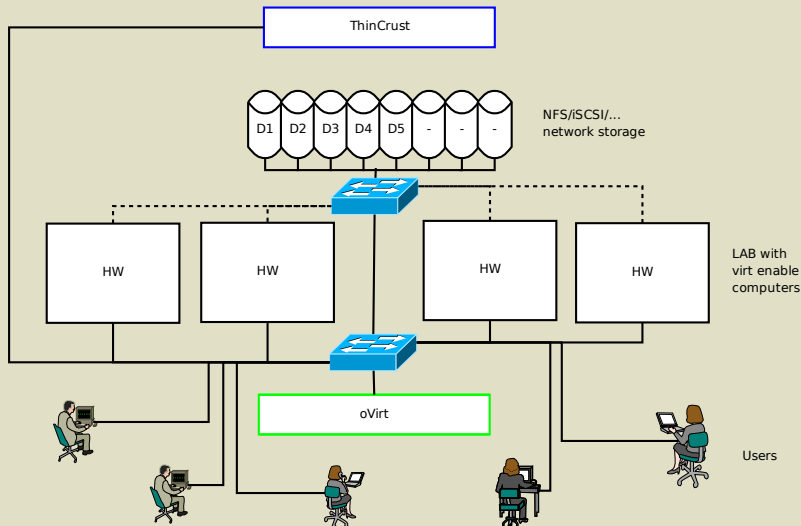 ThinCrust
D1 D2 D3 D4 D5 - - -
NFS/iSCSI/...
network storage
HW
HW
HW
HW
LAB with
virt enable
computers
oVirt
Users